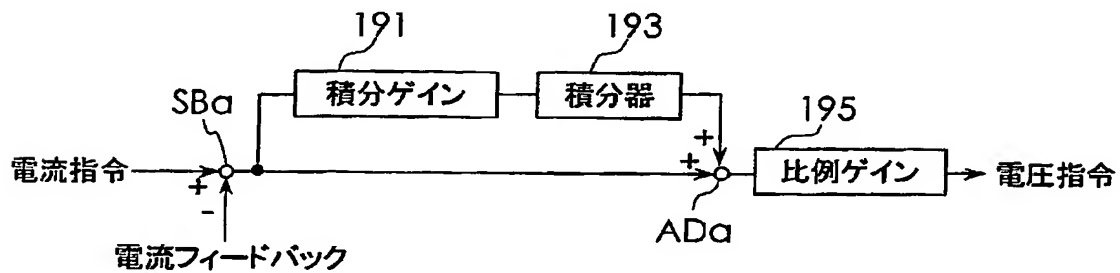 191
193
積分ゲイン
積分器
SBa
195
+
電流指令
+
+
比例ゲイン
電圧指令
-
ADa
電流フィードバック